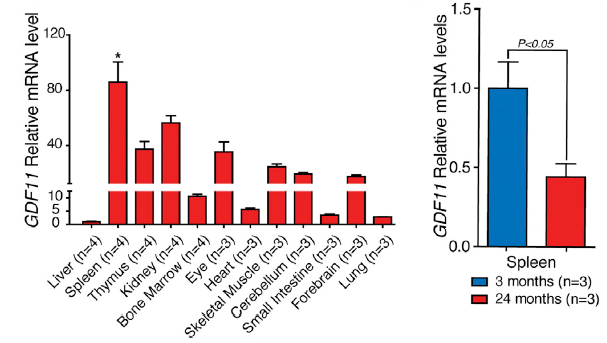 GDF11 Relative mRNA level
120
80
40
10
5
0
*
Liver (n=4)
Spleen (n=4)
Thymus (n=4)
Kidney (n=4)
Bone Marrow (n=4)
Eye (n=3)
Heart (n=3)
Skeletal Muscle (n=3)
Cerebellum (n=3)
Small Intestine (n=3)
Forebrain (n=3)
Lung (n=3)
GDF11 Relative mRNA levels
1.5
1.0
0.5
0.0
P<0.05
Spleen
3 months (n=3)
24 months (n=3)